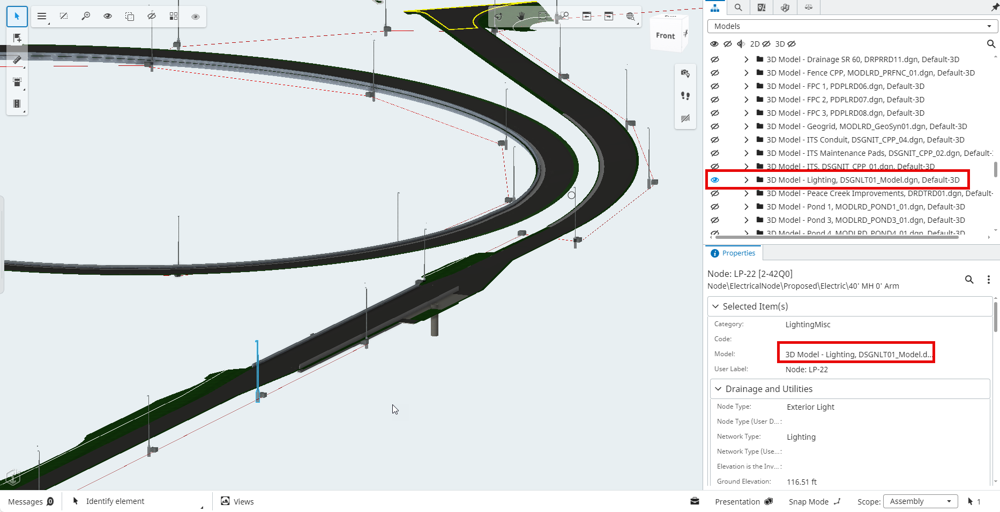 Front
Models
2D
3D
3D Model - Drainage SR 60, DRPRRD11.dgn, Default-3D
3D Model - Fence CPP, MODLRD_PRFNC_01.dgn, Default-3D
3D Model - FPC 1, PDPLRD06.dgn, Default-3D
3D Model - FPC 2, PDPLRD07.dgn, Default-3D
3D Model - FPC 3, PDPLRD08.dgn, Default-3D
3D Model - Geogrid, MODLRD_GeoSyn01.dgn, Default-3D
3D Model - ITS Conduit, DSGNIT_CPP_04.dgn, Default-3D
3D Model - ITS Maintenance Pads, DSGNIT_CPP_02.dgn, Default-
3D Model - ITS, DSGNIT_CPP_01.dgn, Default-3D
3D Model - Lighting, DSGNLT01_Model.dgn, Default-3D
3D Model - Peace Creek Improvements, DRDTRD01.dgn, Default-
3D Model - Pond 1, MODLRD_POND1_01.dgn, Default-3D
3D Model - Pond 3, MODLRD_POND3_01.dgn, Default-3D
3D Model - Pond 4, MODLRD_POND4_01.dgn, Default-3D
Properties
Node: LP-22 [2-42Q0]
Node\ElectricalNode\Proposed\Electric\40' MH 0' Arm
Selected Item(s)
Category: LightingMisc
Code:
Model: 3D Model - Lighting, DSGNLT01_Model.d...
User Label: Node: LP-22
Drainage and Utilities
Node Type: Exterior Light
Node Type (User D... :
Network Type: Lighting
Network Type (Use... :
Elevation is the Inv... :
Ground Elevation: 116.51 ft
Messages 0
Identify element
Views
Presentation
Snap Mode
Scope: Assembly
1